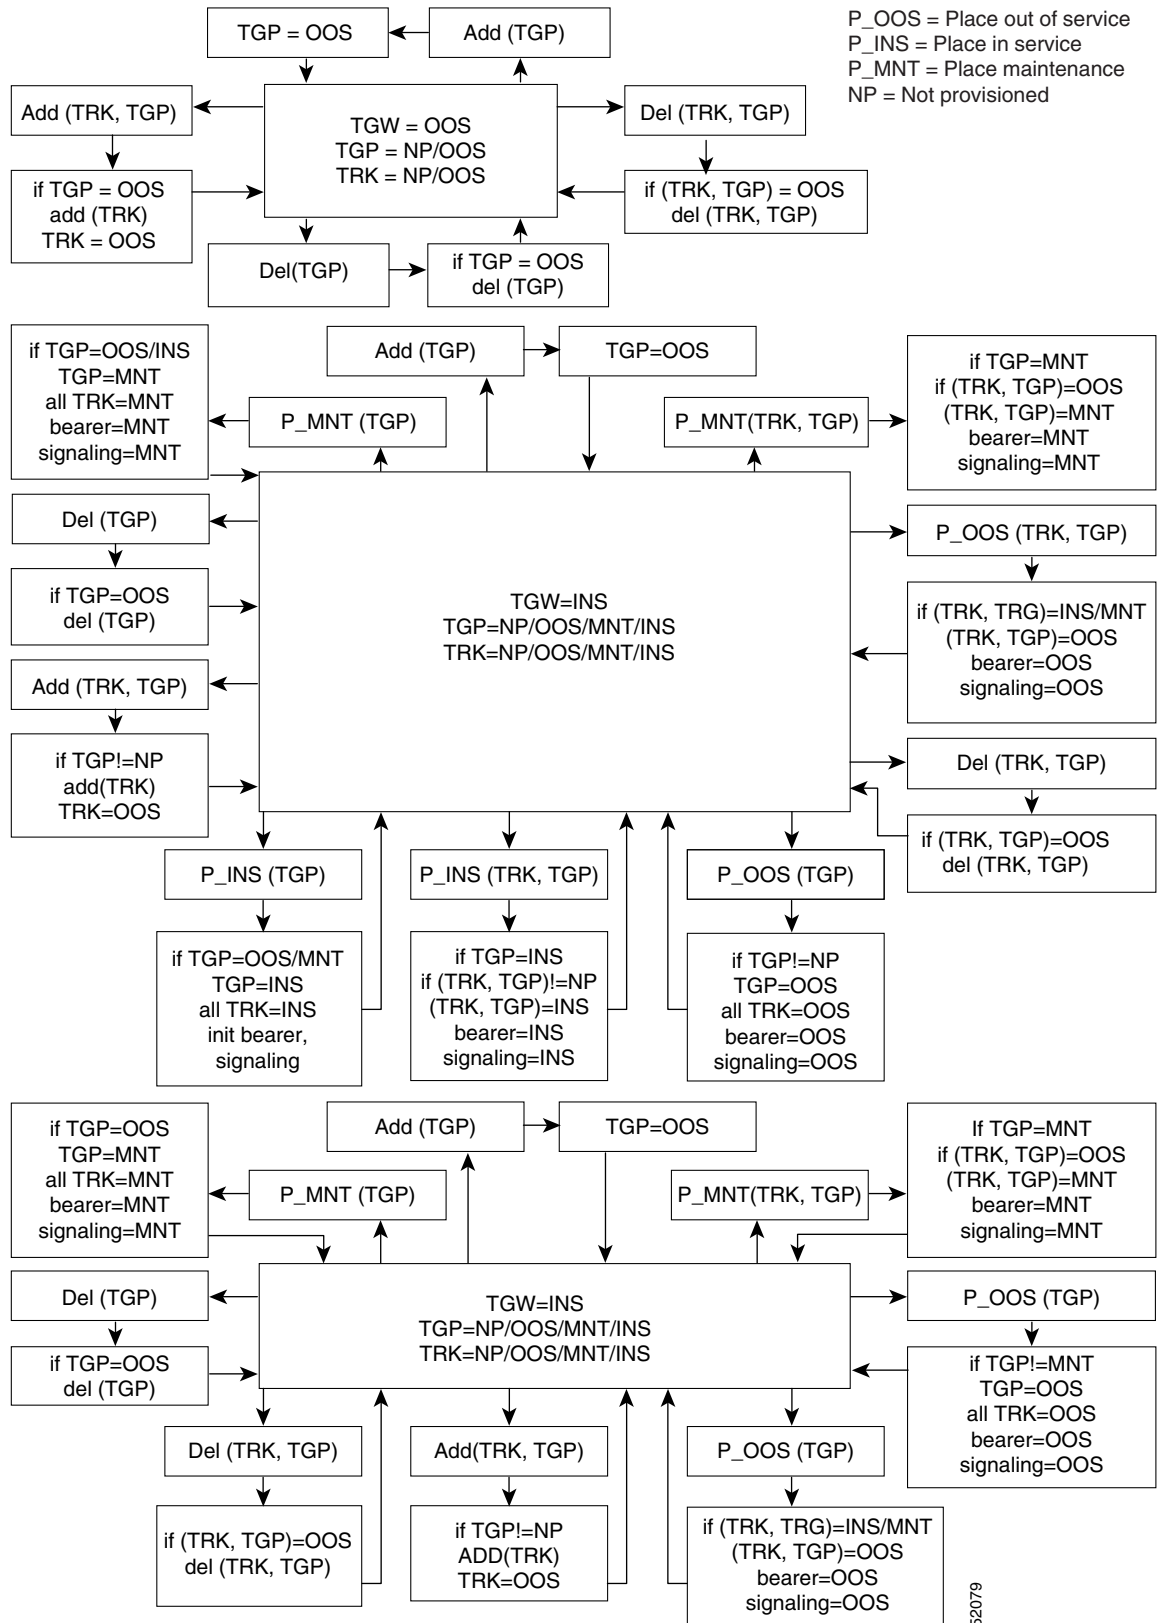 P_OOS = Place out of service
P_INS = Place in service
P_MNT = Place maintenance
NP = Not provisioned
TGP = OOS
Add (TGP)
Add (TRK, TGP)
TGW = OOS
TGP = NP/OOS
TRK = NP/OOS
Del (TRK, TGP)
if TGP = OOS
add (TRK)
TRK = OOS
if (TRK, TGP) = OOS
del (TRK, TGP)
Del(TGP)
if TGP = OOS
del (TGP)
if TGP=OOS/INS
TGP=MNT
all TRK=MNT
bearer=MNT
signaling=MNT
Add (TGP)
TGP=OOS
P_MNT (TGP)
P_MNT(TRK, TGP)
if TGP=MNT
if (TRK, TGP)=OOS
(TRK, TGP)=MNT
bearer=MNT
signaling=MNT
Del (TGP)
if TGP=OOS
del (TGP)
Add (TRK, TGP)
if TGP!=NP
add(TRK)
TRK=OOS
TGW=INS
TGP=NP/OOS/MNT/INS
TRK=NP/OOS/MNT/INS
P_OOS (TRK, TGP)
if (TRK, TRG)=INS/MNT
(TRK, TGP)=OOS
bearer=OOS
signaling=OOS
Del (TRK, TGP)
if (TRK, TGP)=OOS
del (TRK, TGP)
P_INS (TGP)
if TGP=OOS/MNT
TGP=INS
all TRK=INS
init bearer,
signaling
P_INS (TRK, TGP)
if TGP=INS
if (TRK, TGP)!=NP
(TRK, TGP)=INS
bearer=INS
signaling=INS
P_OOS (TGP)
if TGP!=NP
TGP=OOS
all TRK=OOS
bearer=OOS
signaling=OOS
if TGP=OOS
TGP=MNT
all TRK=MNT
bearer=MNT
signaling=MNT
Add (TGP)
TGP=OOS
P_MNT (TGP)
P_MNT(TRK, TGP)
If TGP=MNT
if (TRK, TGP)=OOS
(TRK, TGP)=MNT
bearer=MNT
signaling=MNT
Del (TGP)
if TGP=OOS
del (TGP)
TGW=INS
TGP=NP/OOS/MNT/INS
TRK=NP/OOS/MNT/INS
P_OOS (TGP)
if TGP!=MNT
TGP=OOS
all TRK=OOS
bearer=OOS
signaling=OOS
Del (TRK, TGP)
if (TRK, TGP)=OOS
del (TRK, TGP)
Add(TRK, TGP)
if TGP!=NP
ADD(TRK)
TRK=OOS
P_OOS (TGP)
if (TRK, TRG)=INS/MNT
(TRK, TGP)=OOS
bearer=OOS
signaling=OOS